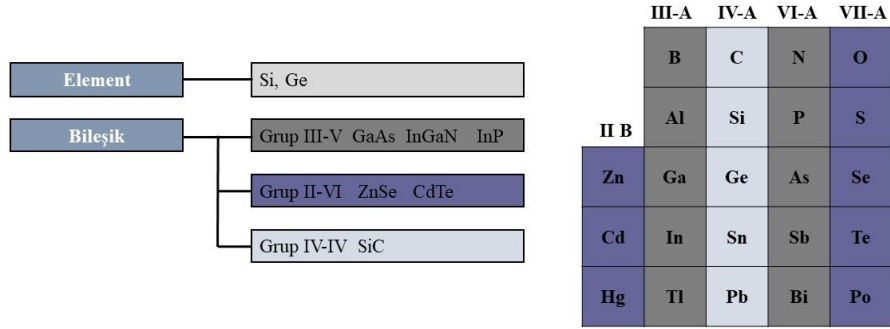 Element
Si, Ge
Bileşik
Grup III-V GaAs InGaN InP
Grup II-VI ZnSe CdTe
Grup IV-IV SiC
III-A IV-A VI-A VII-A
B C N O
II B
Al Si P S
Zn Ga Ge As Se
Cd In Sn Sb Te
Hg Tl Pb Bi Po